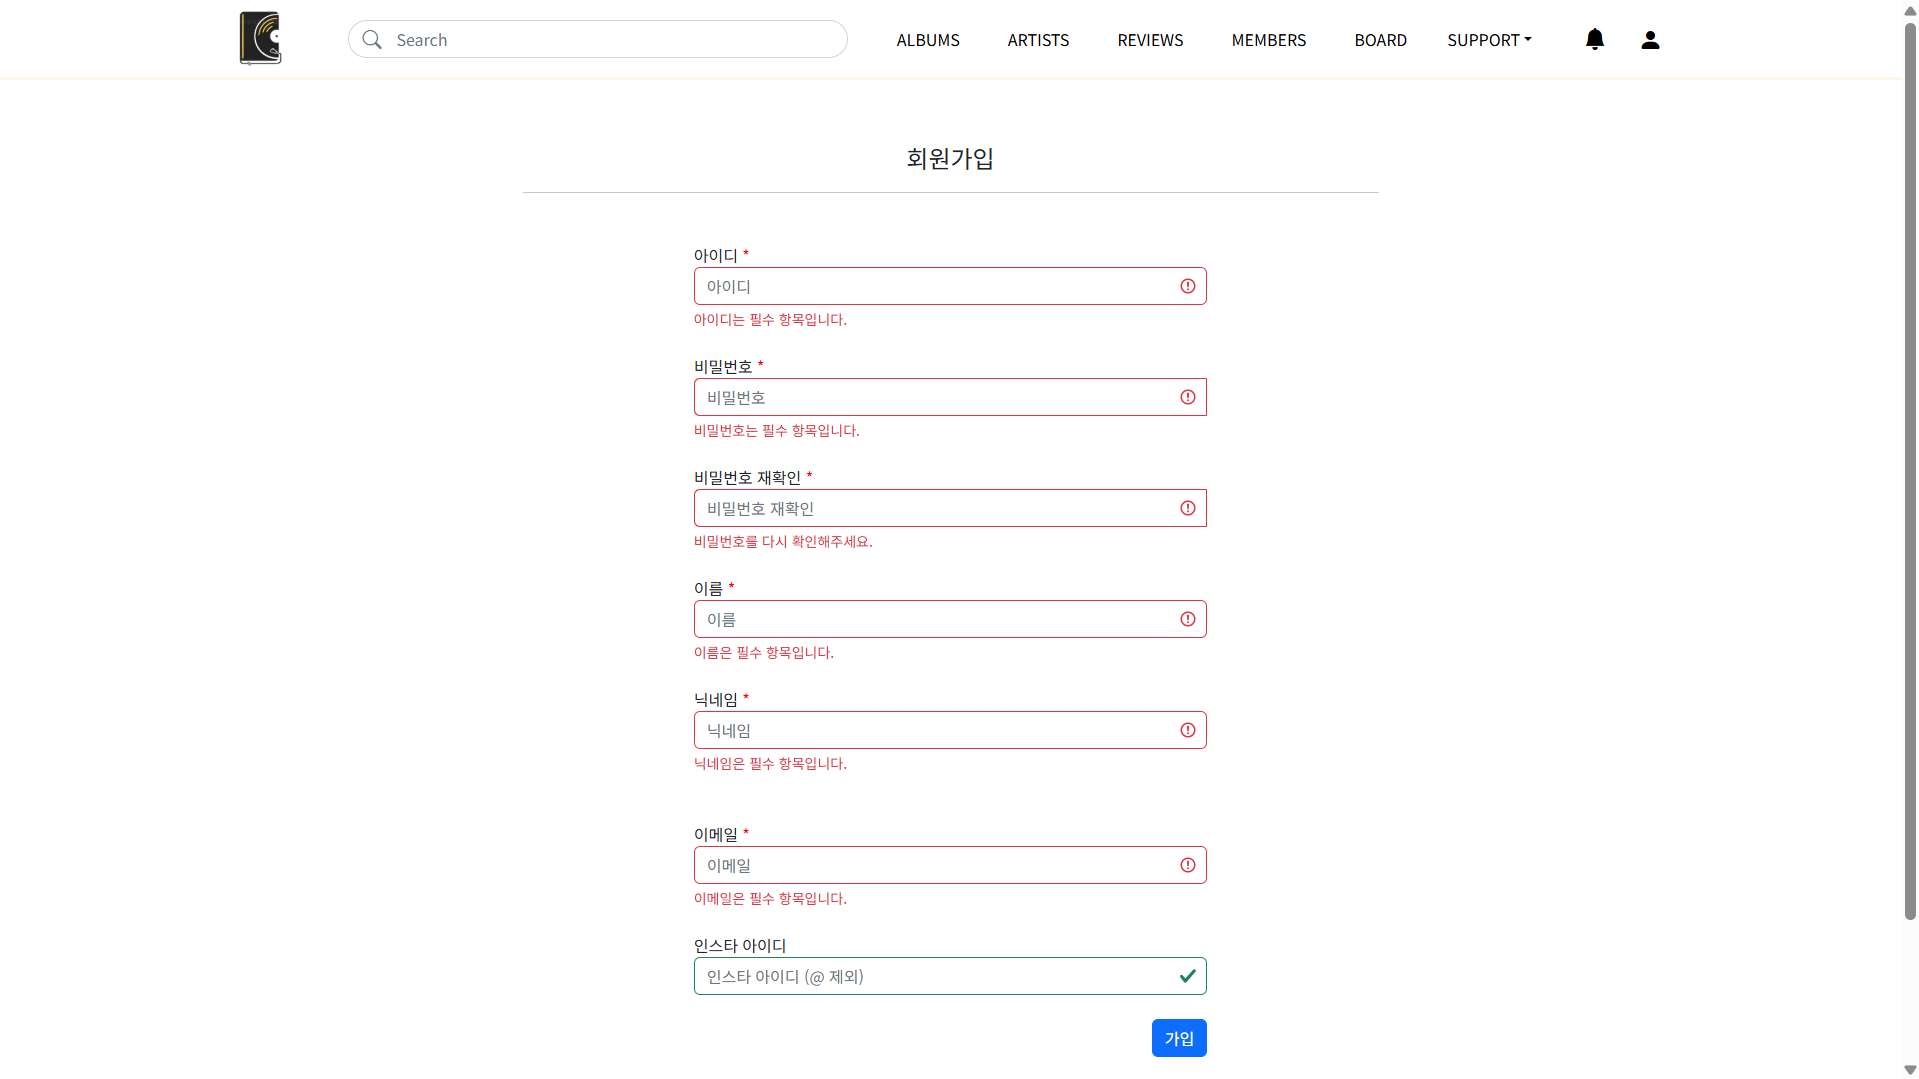 Search
ALBUMS
ARTISTS
REVIEWS
MEMBERS
BOARD
SUPPORT
회원가입
아이디 *
아이디
아이디는 필수 항목입니다.
비밀번호 *
비밀번호
비밀번호는 필수 항목입니다.
비밀번호 재확인 *
비밀번호 재확인
비밀번호를 다시 확인해주세요.
이름 *
이름
이름은 필수 항목입니다.
닉네임 *
닉네임
닉네임은 필수 항목입니다.
이메일 *
이메일
이메일은 필수 항목입니다.
인스타 아이디
인스타 아이디 (@ 제외)
가입